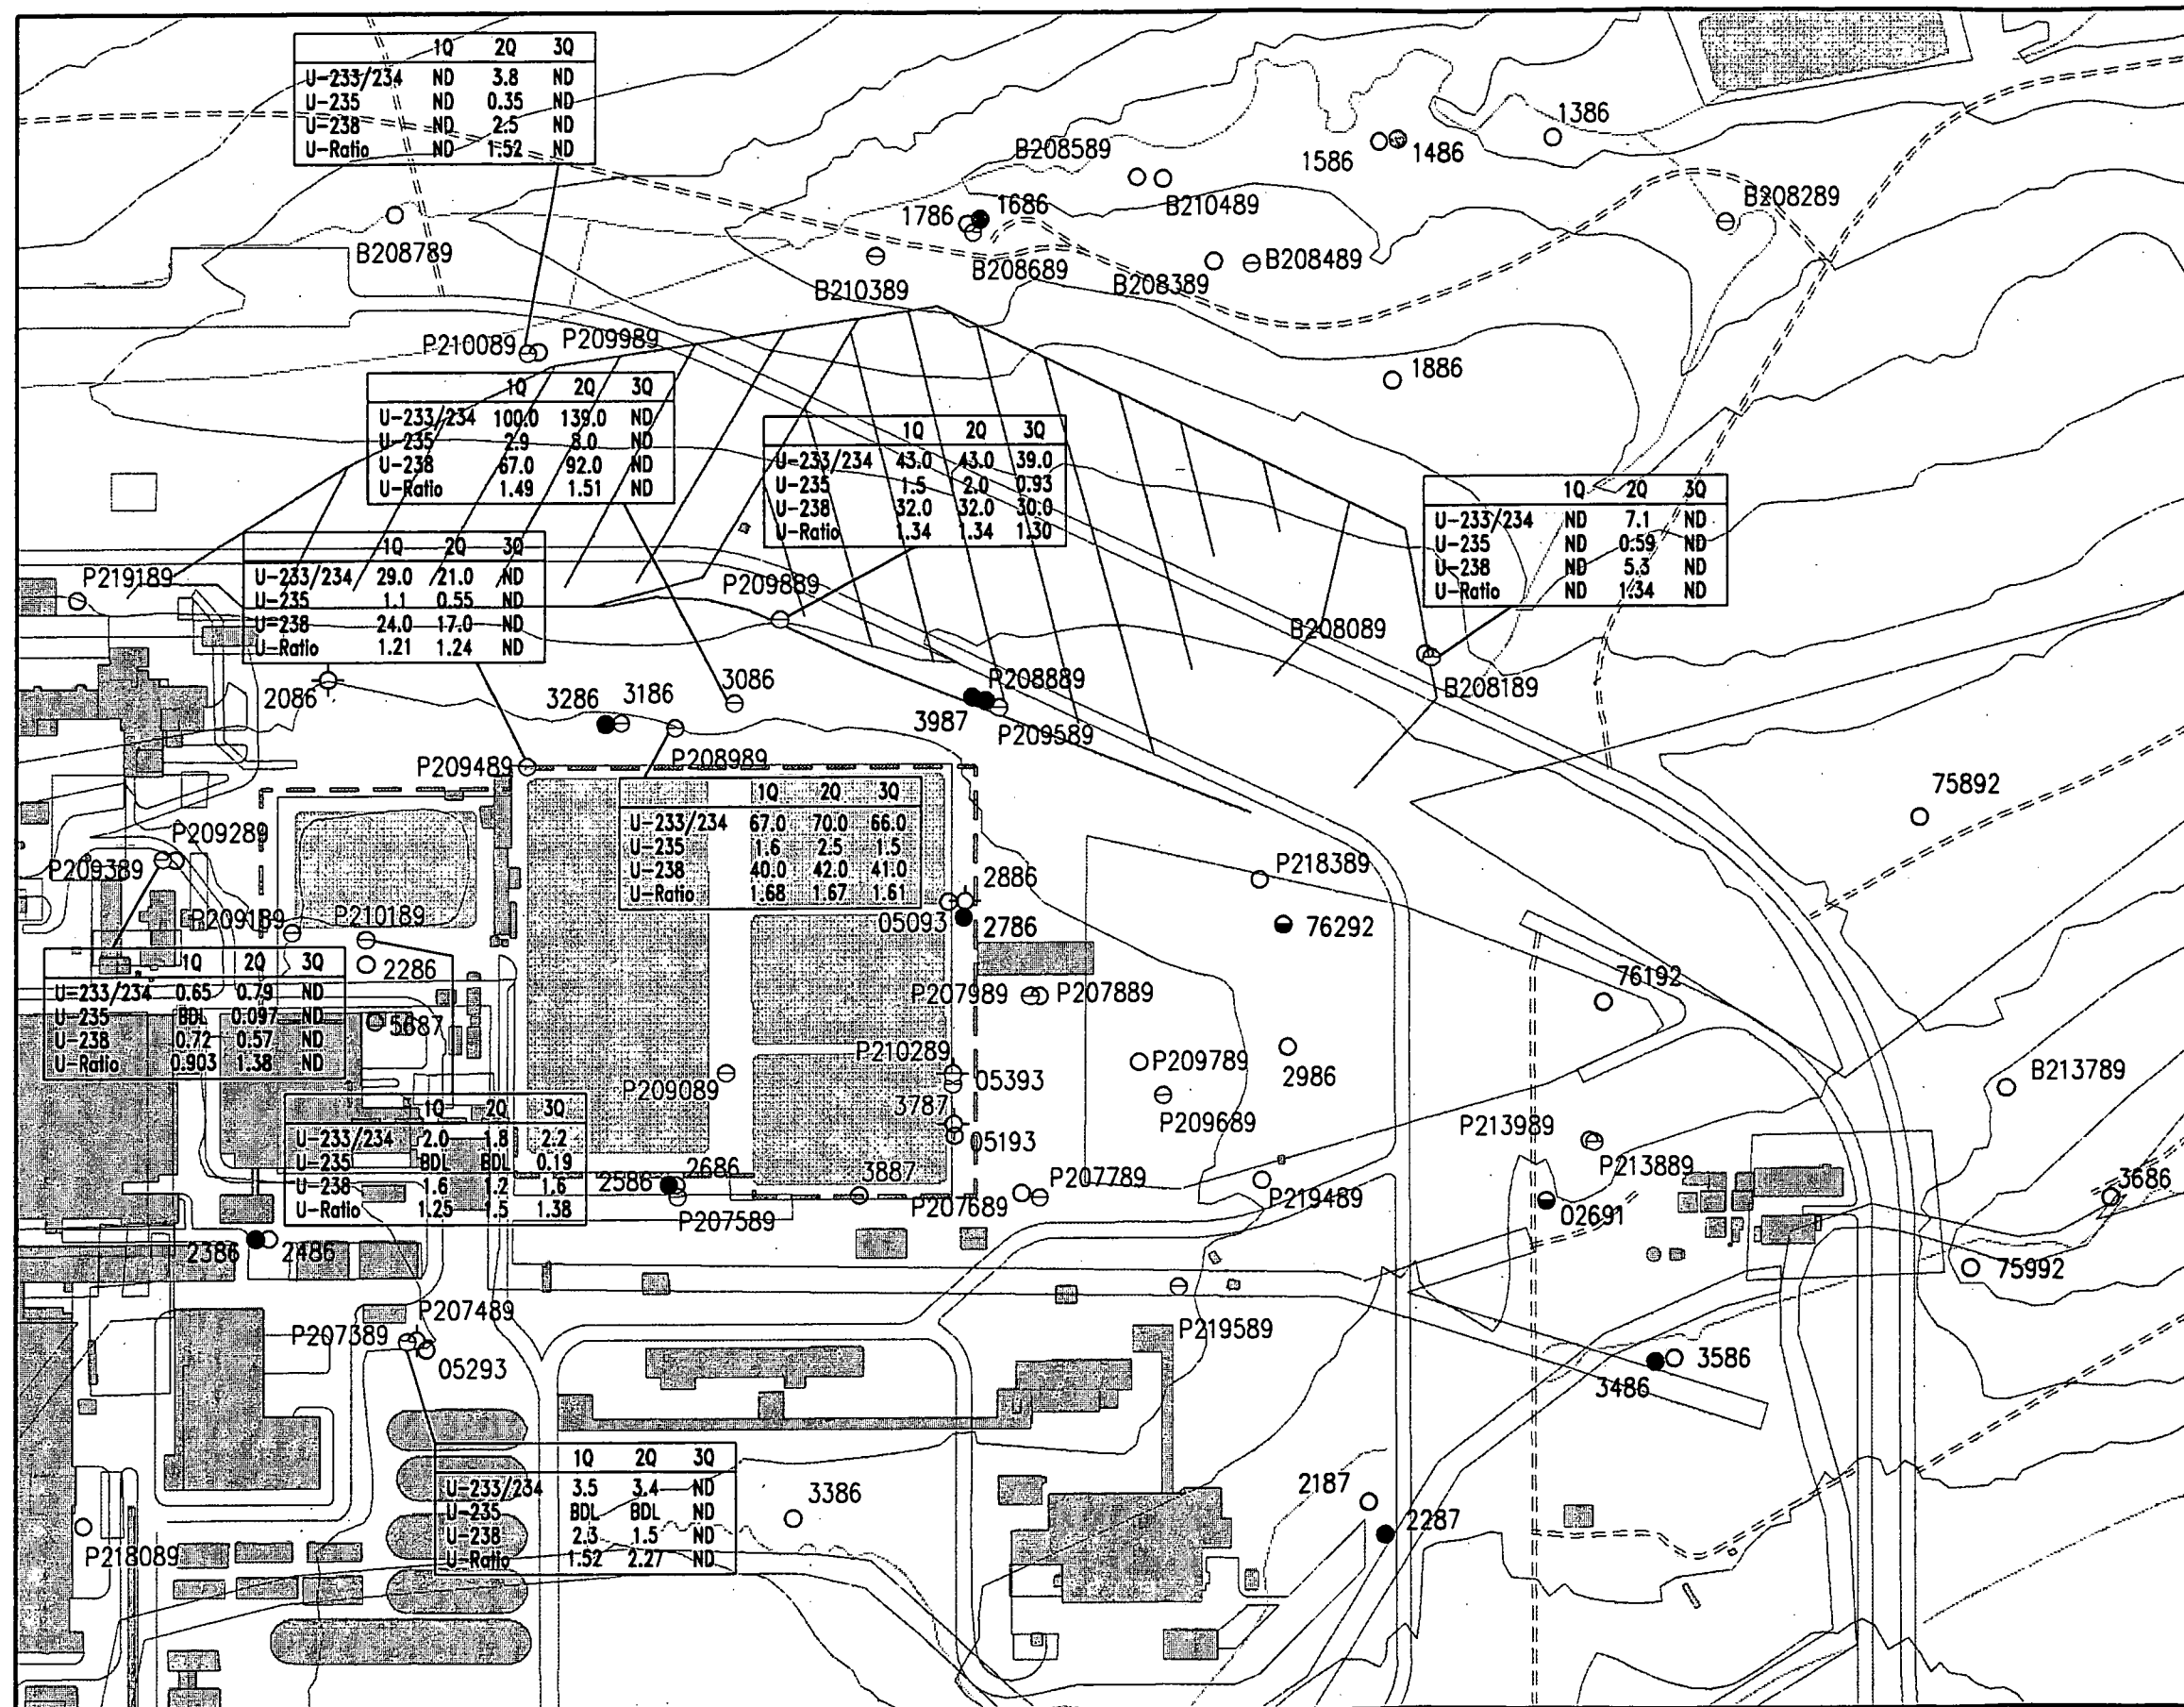 1Q 2Q 3Q
U-233/234 ND 3.8 ND
U-235 ND 0.35 ND
U-238 ND 2.5 ND
U-Ratio ND 1.52 ND
1386
B208589
1586
1486
B210489
B208289
1786
1686
B208789
B208689
B208489
B210389
B208389
P210089
P209989
1886
1Q 2Q 3Q
U-233/234 100.0 139.0 ND
U-235 2.9 8.0 ND
U-238 67.0 92.0 ND
U-Ratio 1.49 1.51 ND
1Q 2Q 3Q
U-233/234 43.0 43.0 39.0
U-235 1.5 2.0 0.93
U-238 32.0 32.0 30.0
U-Ratio 1.34 1.34 1.30
1Q 2Q 3Q
U-233/234 ND 7.1 ND
U-235 ND 0.59 ND
U-238 ND 5.3 ND
U-Ratio ND 1.34 ND
1Q 2Q 3Q
U-233/234 29.0 21.0 ND
U-235 1.1 0.55 ND
U-238 24.0 17.0 ND
U-Ratio 1.21 1.24 ND
P219189
P209889
B208089
B208189
2086
3286
3186
3086
P208889
3987
P209589
P209489
P208989
1Q 2Q 3Q
U-233/234 67.0 70.0 66.0
U-235 1.6 2.5 1.5
U-238 40.0 42.0 41.0
U-Ratio 1.68 1.67 1.61
75892
P209289
P209389
P218389
2886
05093
2786
76292
P209189
P210189
2286
76192
1Q 2Q 3Q
U-233/234 0.65 0.79 ND
U-235 BDL 0.097 ND
U-238 0.72 0.57 ND
U-Ratio 0.903 1.38 ND
5687
P207989
P207889
P210289
P209789
2986
P209089
05393
B213789
P209689
3787
05193
P213989
P213889
1Q 2Q 3Q
U-233/234 2.0 1.8 2.2
U-235 BDL BDL 0.19
U-238 1.6 1.2 1.6
U-Ratio 1.25 1.5 1.38
2586
2686
3887
P207789
P219489
P207589
P207689
02691
3686
2386
2486
75992
P207489
P207389
05293
P219589
3586
3486
1Q 2Q 3Q
U-233/234 3.5 3.4 ND
U-235 BDL BDL ND
U-238 2.3 1.5 ND
U-Ratio 1.52 2.27 ND
3386
2187
2287
P218089